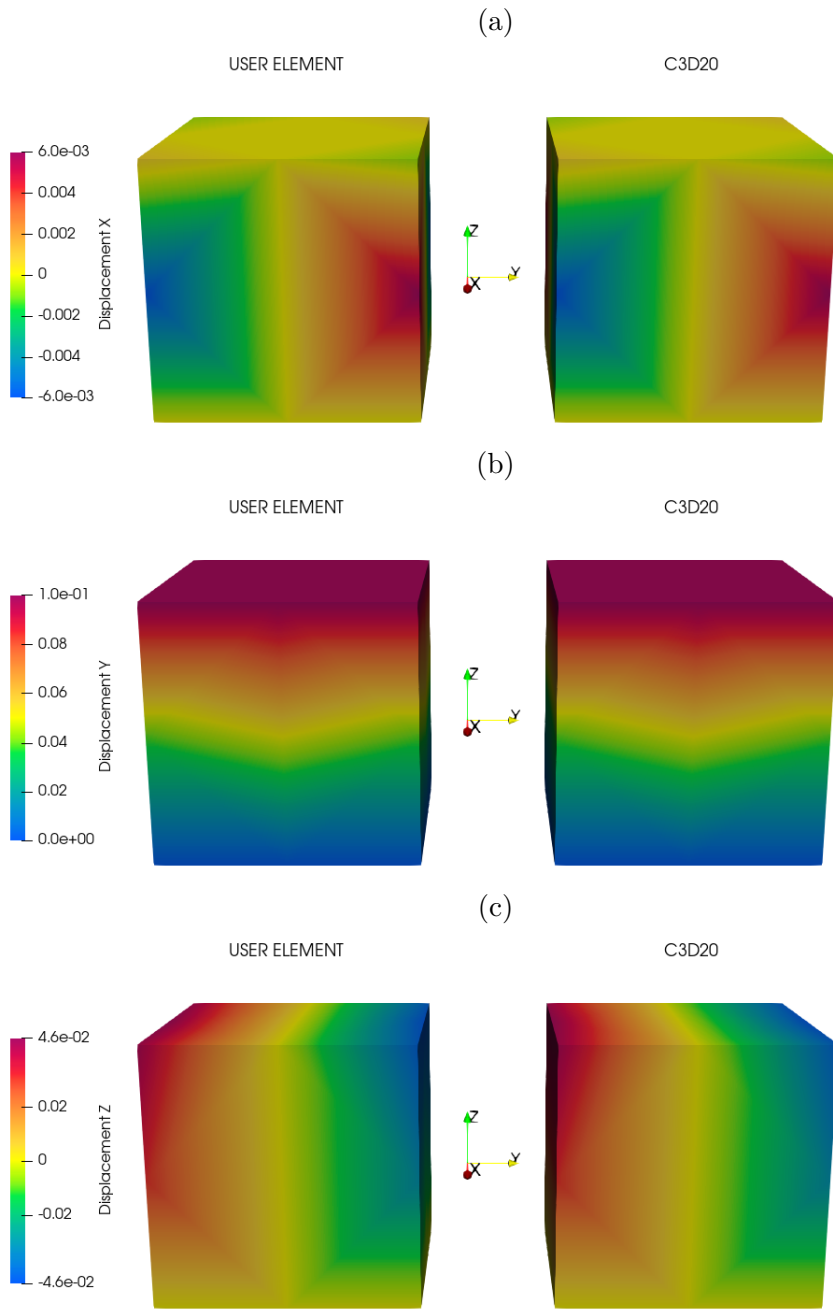 (a)
USER ELEMENT
C3D20
6.0e-03
0.004
0.002
0
-0.002
-0.004
-6.0e-03
Displacement X
Z
Y
X
(b)
USER ELEMENT
C3D20
1.0e-01
0.08
0.06
0.04
0.02
0.0e+00
Displacement Y
Z
Y
X
(c)
USER ELEMENT
C3D20
4.6e-02
0.02
0
-0.02
-4.6e-02
Displacement Z
Z
Y
X